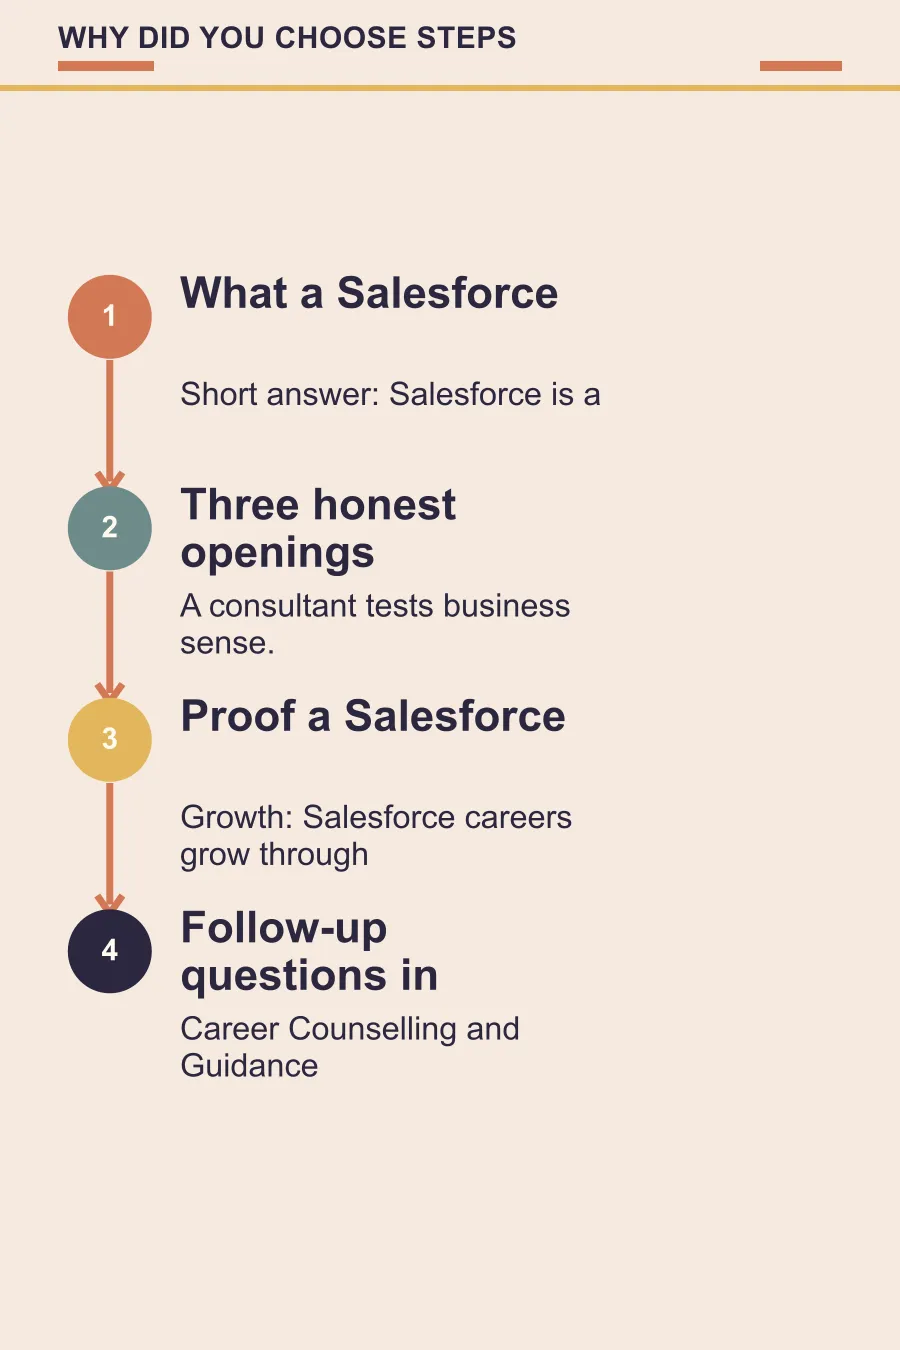 WHY DID YOU CHOOSE STEPS
1
What a Salesforce
Short answer: Salesforce is a
2
Three honest
openings
A consultant tests business
sense.
3
Proof a Salesforce
Growth: Salesforce careers
grow through
4
Follow-up
questions in
Career Counselling and
Guidance